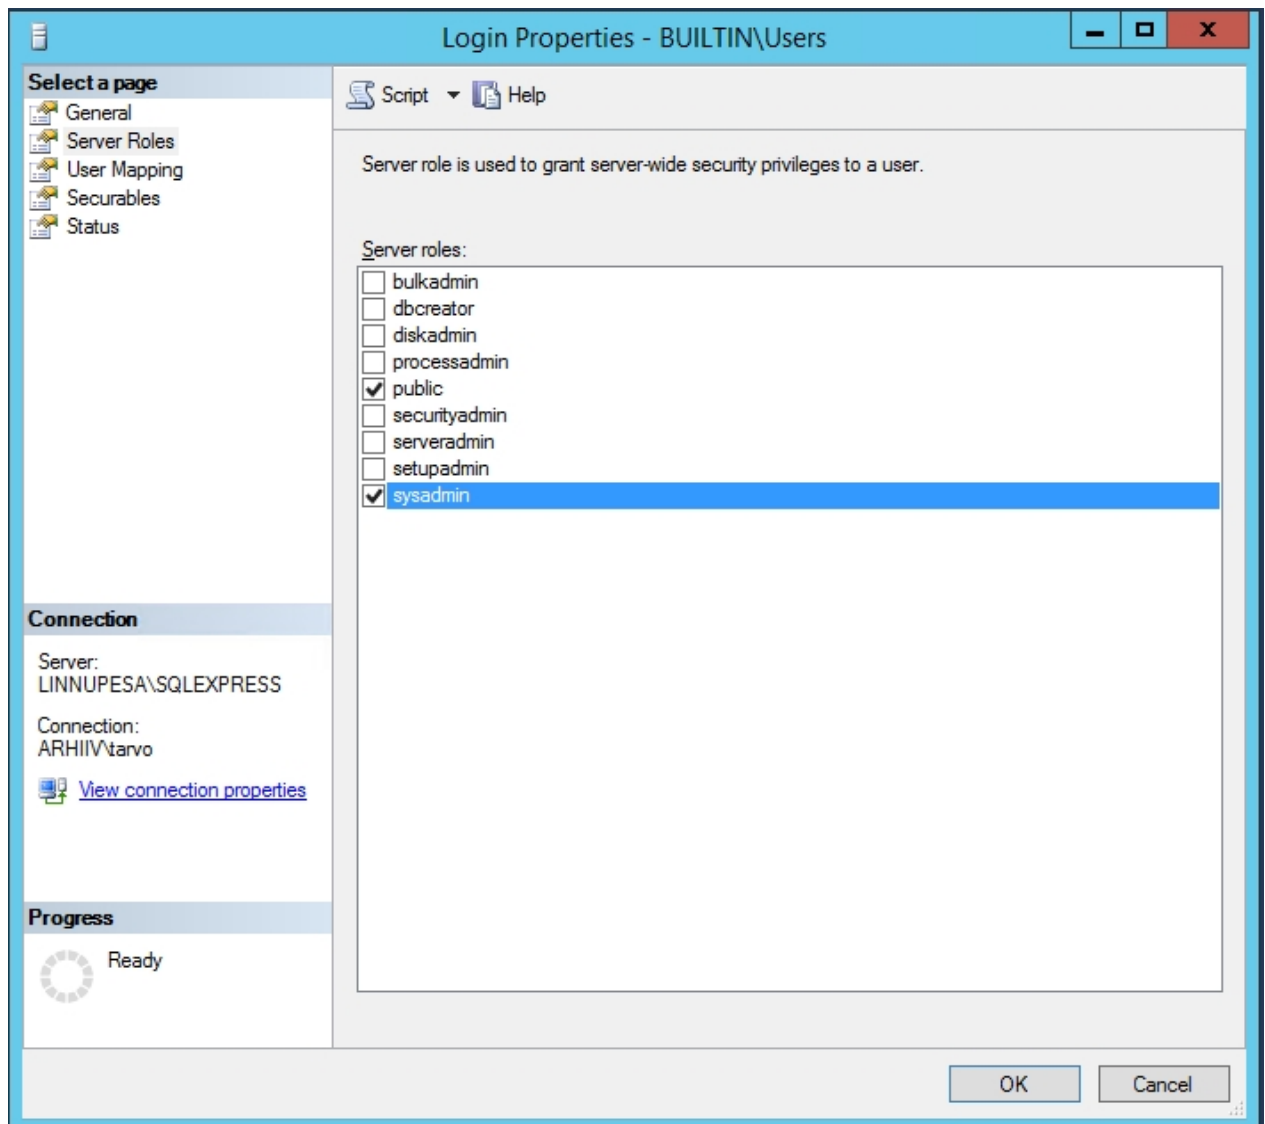 Login Properties - BUILTIN\Users
Select a page
General
Server Roles
User Mapping
Securables
Status
Script
Help
Server role is used to grant server-wide security privileges to a user.
Server roles:
bulkadmin
dbcreator
diskadmin
processadmin
public
securityadmin
serveradmin
setupadmin
sysadmin
Connection
Server:
LINNUPESA\SQLEXPRESS
Connection:
ARHIIV\tarvo
View connection properties
Progress
Ready
OK
Cancel